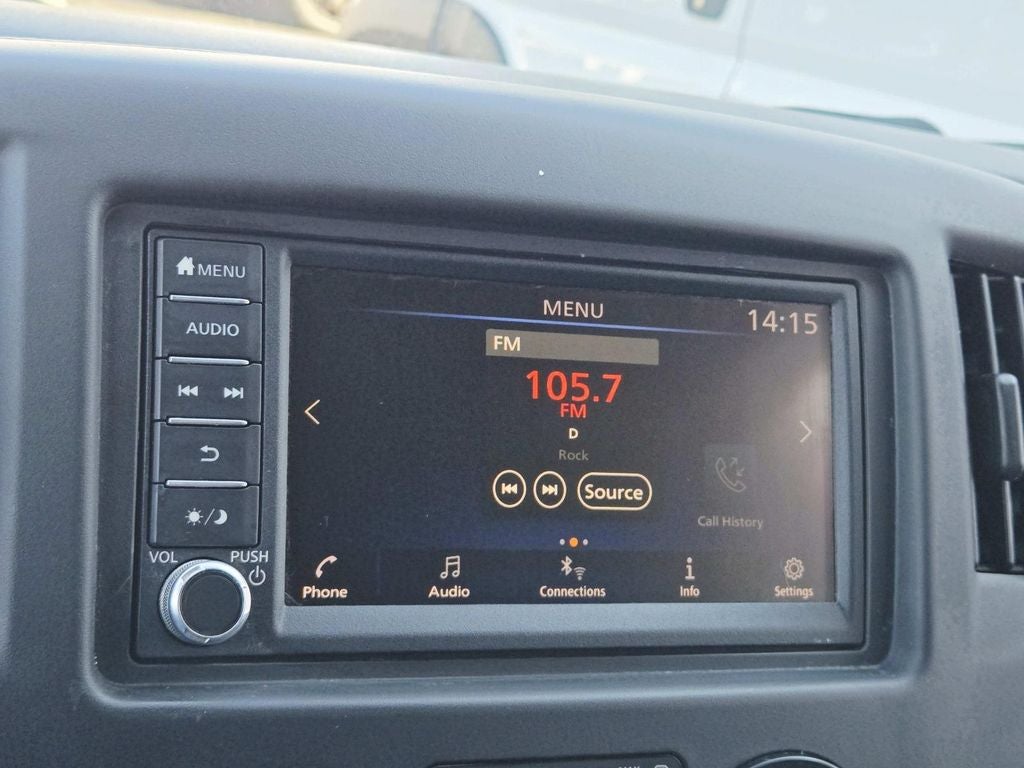 MENU
AUDIO
VOL
PUSH
MENU
14:15
FM
105.7
FM
D
Rock
Source
Call History
Phone
Audio
Connections
Info
Settings